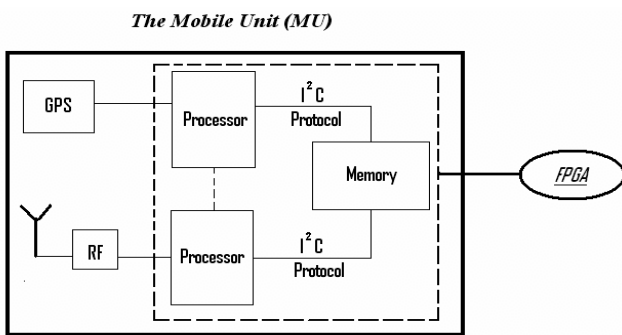 The Mobile Unit (MU)
GPS
Processor
I²C
Protocol
Memory
FPGA
RF
Processor
I²C
Protocol